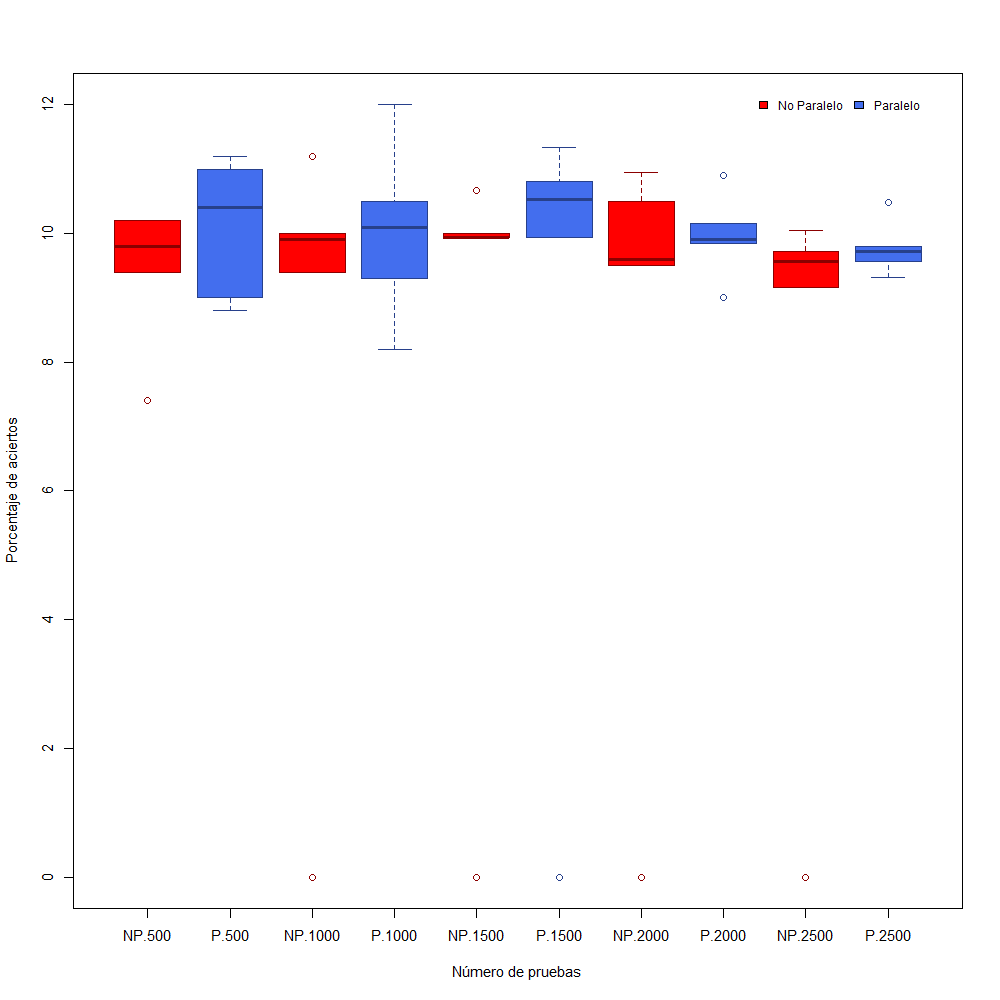 No Paralelo Paralelo
12
10
8
6
4
2
0
Porcentaje de aciertos
NP.500 P.500 NP.1000 P.1000 NP.1500 P.1500 NP.2000 P.2000 NP.2500 P.2500
Número de pruebas